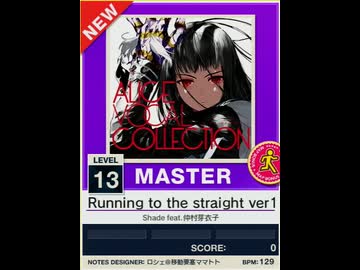 NEW
ALICE
VOCAL
COLLECTION
LEVEL
13
MASTER
Running to the straight ver1
Shade feat.仲村芽衣子
SCORE: 0
NOTES DESIGNER: ロシェ@移動要塞ママトト BPM: 129